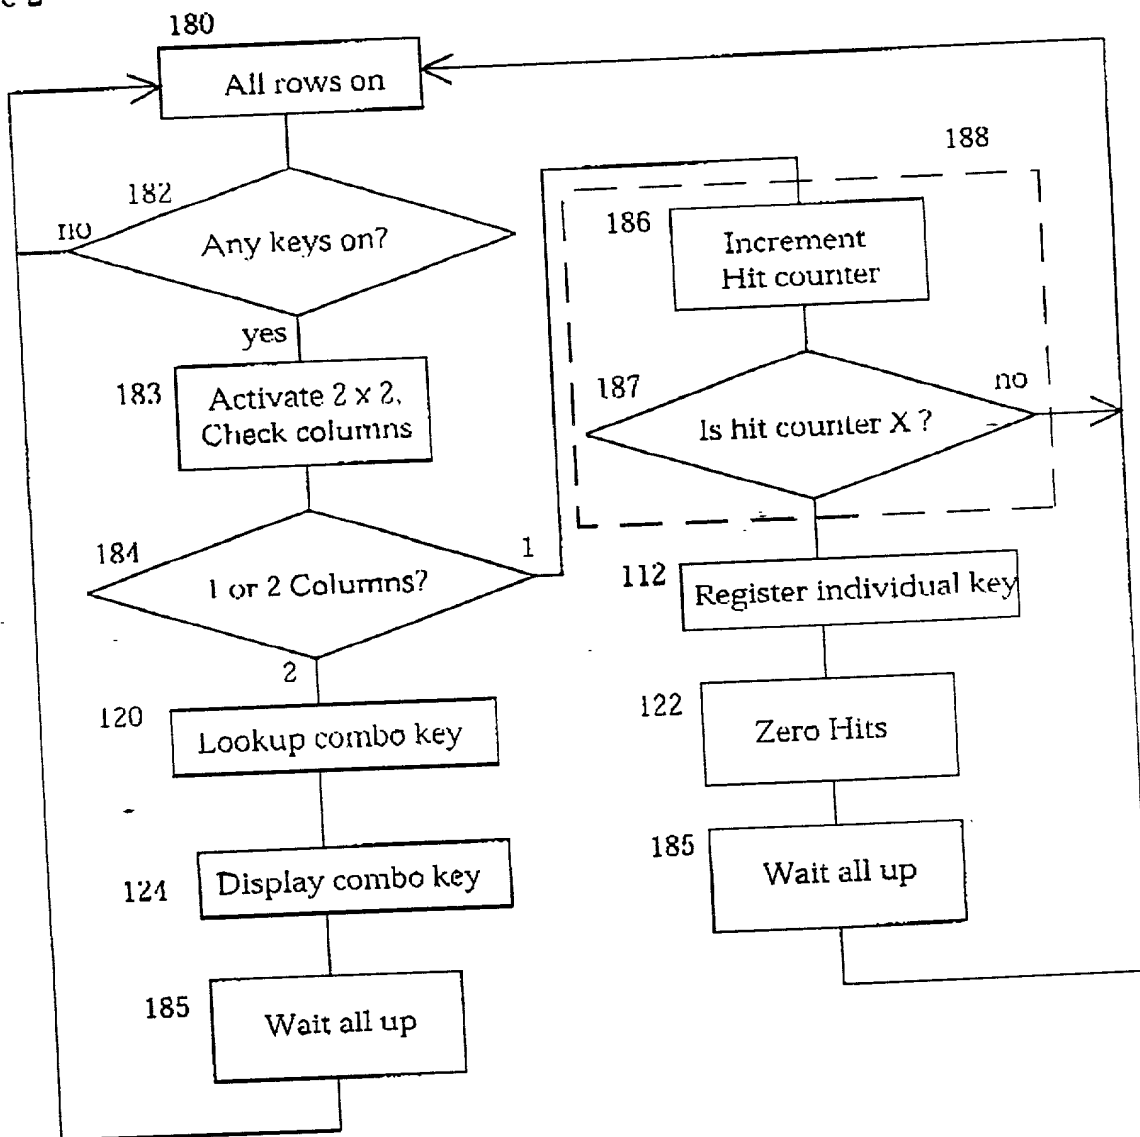 180
All rows on
182
no
Any keys on?
yes
183
Activate 2 x 2,
Check columns
184
1 or 2 Columns?
1
2
120
Lookup combo key
124
Display combo key
185
Wait all up
188
186
Increment
Hit counter
187
no
Is hit counter X ?
112
Register individual key
122
Zero Hits
185
Wait all up